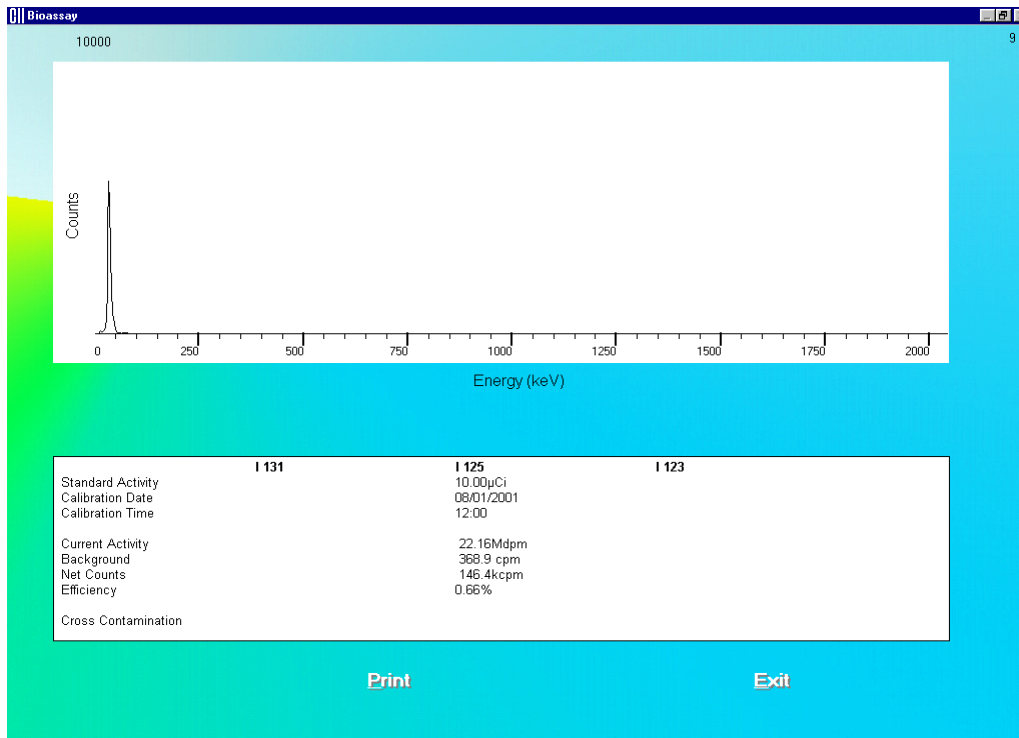 CII Bioassay
10000 9
Counts
0 250 500 750 1000 1250 1500 1750 2000
Energy (keV)
I 131 I 125 I 123
Standard Activity 10.00µCi
Calibration Date 08/01/2001
Calibration Time 12:00
Current Activity 22.16Mdpm
Background 368.9 cpm
Net Counts 146.4kcpm
Efficiency 0.66%
Cross Contamination
Print Exit